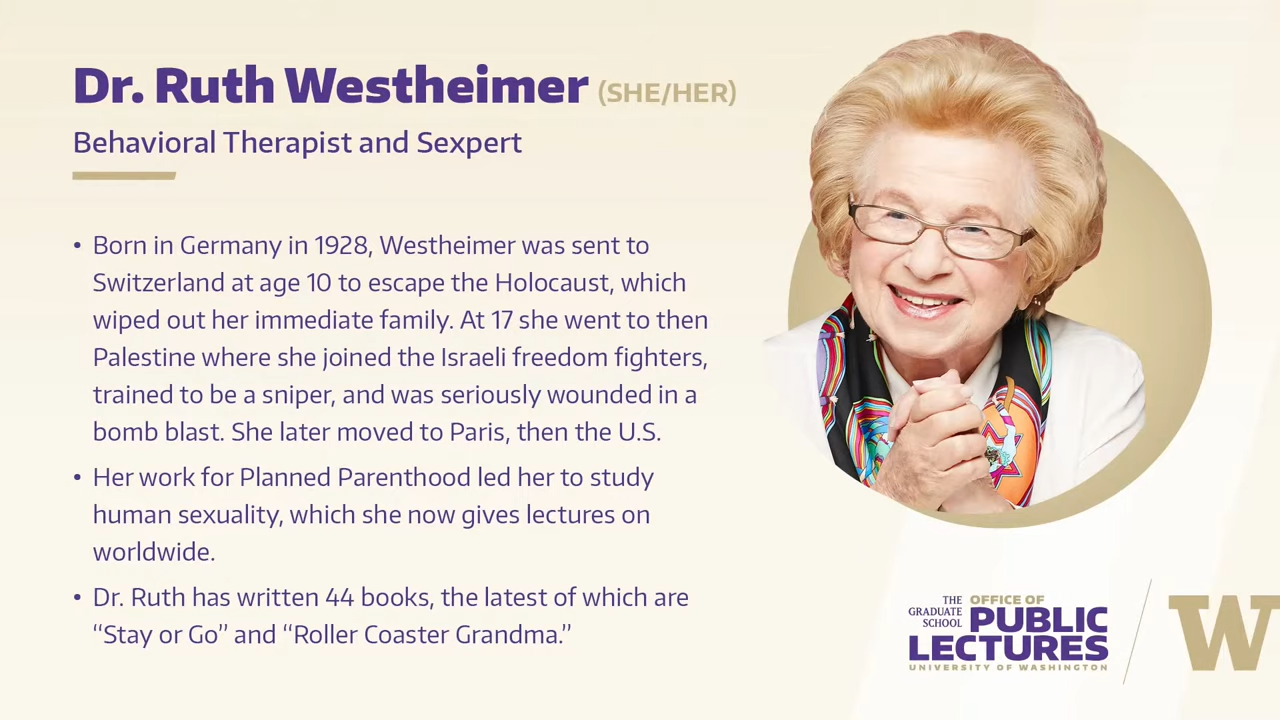 Dr. Ruth Westheimer (SHE/HER)
Behavioral Therapist and Sexpert
• Born in Germany in 1928, Westheimer was sent to
Switzerland at age 10 to escape the Holocaust, which
wiped out her immediate family. At 17 she went to then
Palestine where she joined the Israeli freedom fighters,
trained to be a sniper, and was seriously wounded in a
bomb blast. She later moved to Paris, then the U.S.
• Her work for Planned Parenthood led her to study
human sexuality, which she now gives lectures on
worldwide.
• Dr. Ruth has written 44 books, the latest of which are
“Stay or Go” and “Roller Coaster Grandma.”
THE GRADUATE SCHOOL
OFFICE OF
PUBLIC
LECTURES
UNIVERSITY OF WASHINGTON
W